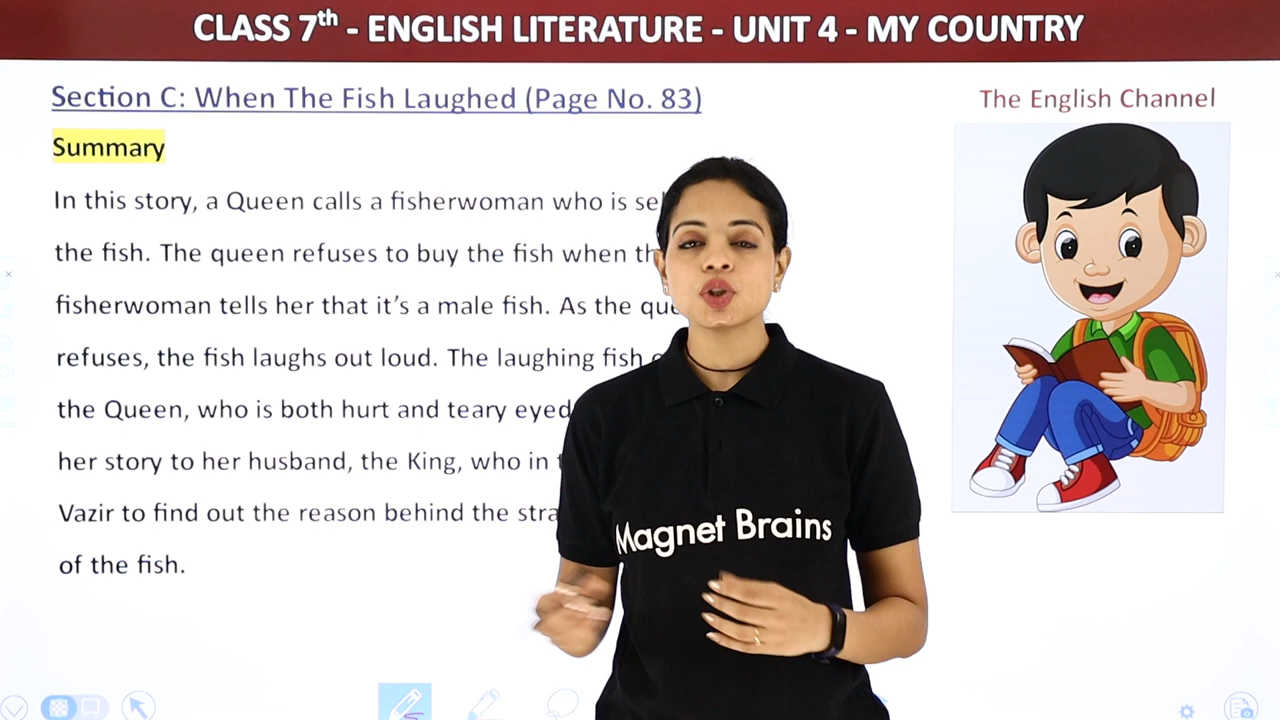 CLASS 7th - ENGLISH LITERATURE - UNIT 4 - MY COUNTRY
Section C: When The Fish Laughed (Page No. 83)
The English Channel
Summary
In this story, a Queen calls a fisherwoman who is
the fish. The queen refuses to buy the fish when
fisherwoman tells her that it's a male fish. As the
refuses, the fish laughs out loud. The laughing fish
the Queen, who is both hurt and teary eyed
her story to her husband, the King, who in
Vazir to find out the reason behind the
of the fish.
Magnet Brains